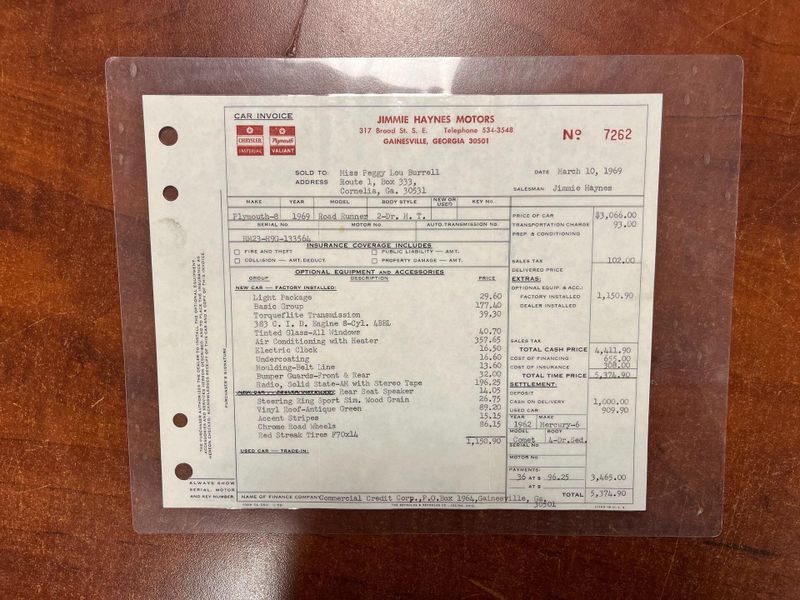 CAR INVOICE
JIMMIE HAYNES MOTORS
317 Broad St. S. E. Telephone 534-3548
GAINESVILLE, GEORGIA 30501
CHRYSLER IMPERIAL
Plymouth VALIANT
Nº 7262
SOLD TO: Miss Peggy Lou Burrell
ADDRESS Route 1, Box 333,
Cornelia, Ga. 30531
DATE March 10, 1969
SALESMAN: Jimmie Haynes
MAKE YEAR MODEL BODY STYLE NEW OR USED KEY No.
Plymouth-8 1969 Road Runner 2-Dr. H. T.
SERIAL No. MOTOR No. AUTO. TRANSMISSION No.
RM23-H9G-133564
INSURANCE COVERAGE INCLUDES
FIRE AND THEFT PUBLIC LIABILITY — AMT.
COLLISION — AMT. DEDUCT. PROPERTY DAMAGE — AMT.
OPTIONAL EQUIPMENT AND ACCESSORIES
GROUP DESCRIPTION PRICE
NEW CAR — FACTORY INSTALLED:
Light Package 29.60
Basic Group 177.40
Torqueflite Transmission 39.30
383 C. I. D. Engine 8-Cyl. 4BBL
Tinted Glass-All Windows 40.70
Air Conditioning with Heater 357.65
Electric Clock 16.50
Undercoating 16.60
Moulding-Belt Line 13.60
Bumper Guards-Front & Rear 32.00
Radio, Solid State-AM with Stereo Tape 196.25
NEW CAR — DEALER INSTALLED: Rear Seat Speaker 14.05
Steering Ring Sport Sim. Wood Grain 26.75
Vinyl Roof-Antique Green 89.20
Accent Stripes 15.15
Chrome Road Wheels 86.15
Red Streak Tires F70x14
1,150.90
USED CAR — TRADE-IN:
PRICE OF CAR $3,066.00
TRANSPORTATION CHARGE 93.00
PREP. & CONDITIONING
SALES TAX 102.00
DELIVERED PRICE
EXTRAS:
OPTIONAL EQUIP. & ACC.:
FACTORY INSTALLED 1,150.90
DEALER INSTALLED
SALES TAX
TOTAL CASH PRICE 4,411.90
COST OF FINANCING 655.00
COST OF INSURANCE 308.00
TOTAL TIME PRICE 5,374.90
SETTLEMENT:
DEPOSIT
CASH ON DELIVERY 1,000.00
USED CAR: 909.90
YEAR MAKE
1962 Mercury-6
MODEL BODY
Comet 4-Dr.Sed.
SERIAL No.
MOTOR No.
PAYMENTS:
36 AT $ 96.25 3,465.00
AT $
TOTAL 5,374.90
NAME OF FINANCE COMPANY Commercial Credit Corp.,P.O.Box 1964,Gainesville, Ga.
30501
PURCHASER'S SIGNATURE
ALWAYS SHOW SERIAL, MOTOR AND KEY NUMBER